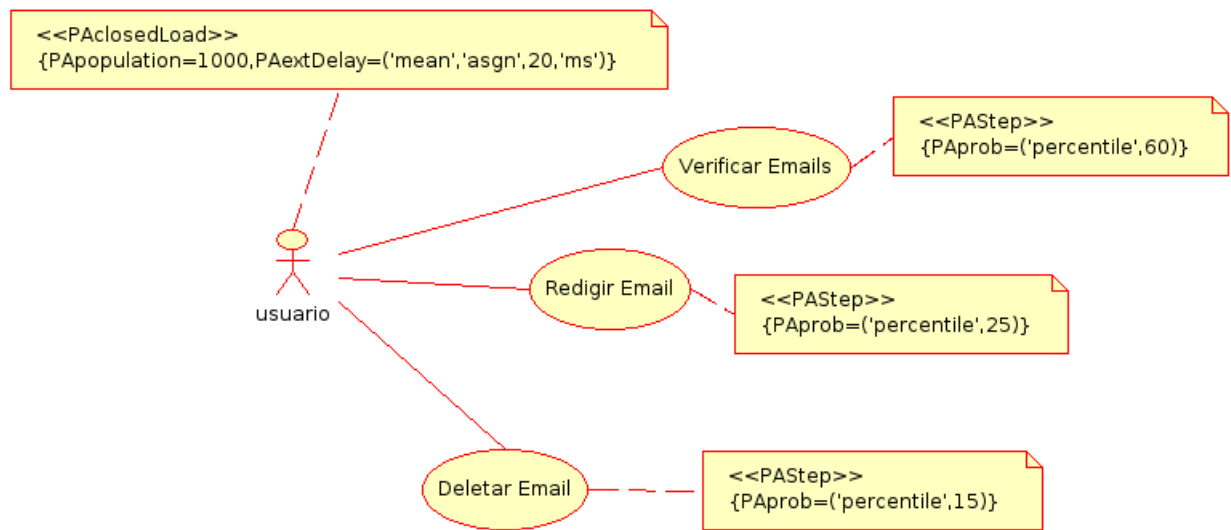 <<PAclosedLoad>>
{PApopulation=1000,PAextDelay=('mean','asgn',20,'ms')}
<<PAStep>>
{PAprob=('percentile',60)}
Verificar Emails
Redigir Email
<<PAStep>>
{PAprob=('percentile',25)}
usuario
Deletar Email
<<PAStep>>
{PAprob=('percentile',15)}